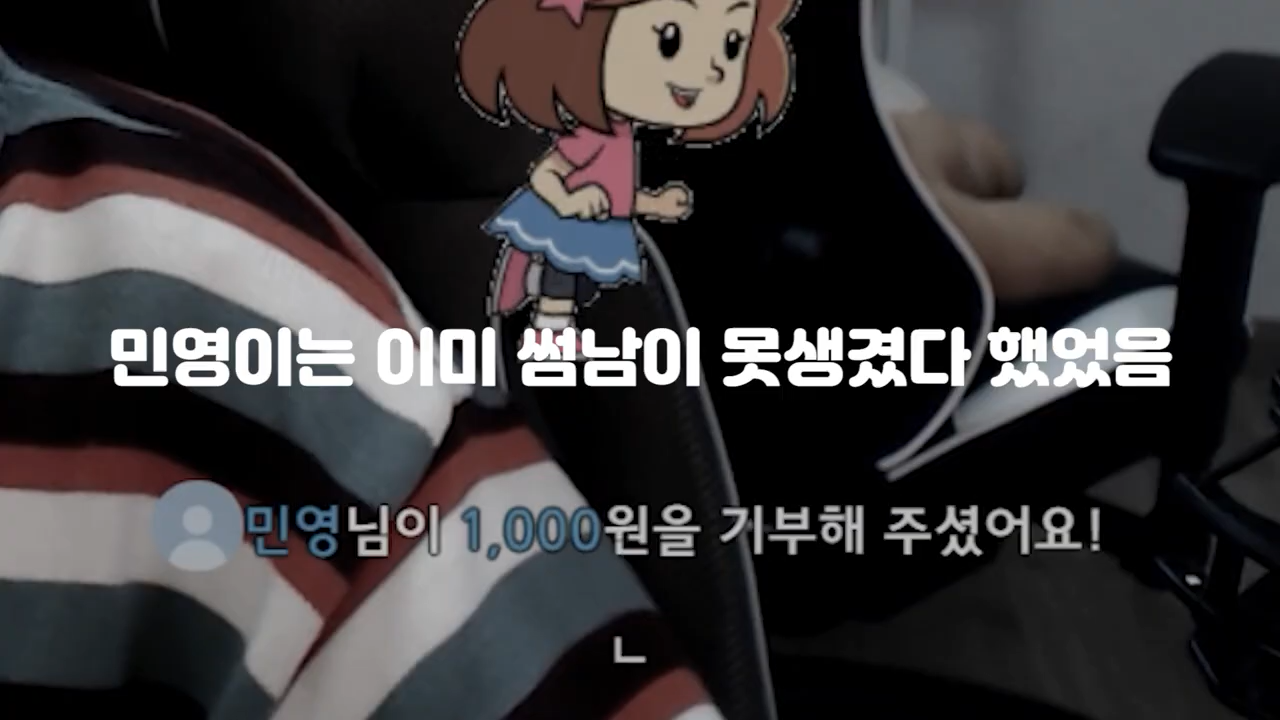 민영이는 이미 썸남이 못생겼다 했었음
민영님이 1,000원을 기부해 주셨어요!
ㄴ